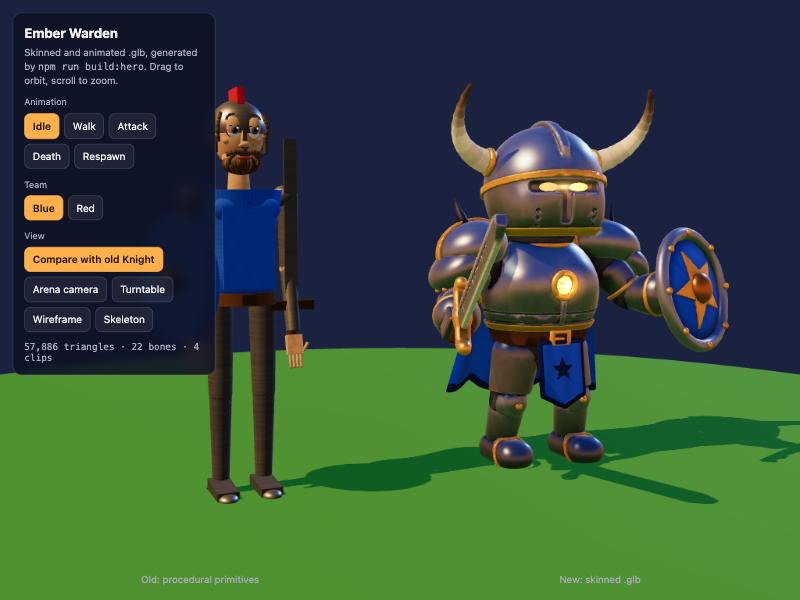 Ember Warden
Skinned and animated .glb, generated
by npm run build:hero. Drag to
orbit, scroll to zoom.
Animation
Idle Walk Attack
Death Respawn
Team
Blue Red
View
Compare with old Knight
Arena camera Turntable
Wireframe Skeleton
57,886 triangles · 22 bones · 4
clips
Old: procedural primitives New: skinned .glb